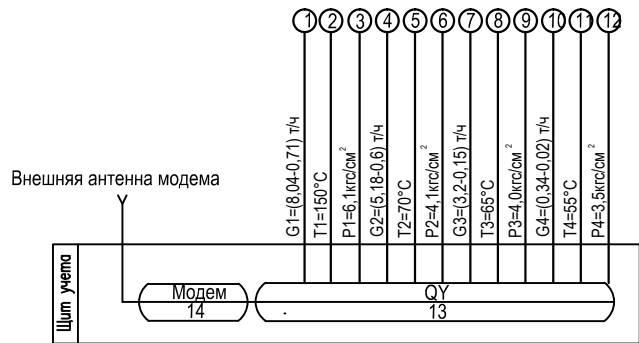 1 2 3 4 5 6 7 8 9 10 11 12
G1=(8,04-0,71) т/ч
T1=150°C
P1=6,1кгс/см²
G2=(5,18-0,6) т/ч
T2=70°C
P2=4,1кгс/см²
G3=(3,2-0,15) т/ч
T3=65°C
P3=4,0кгс/см²
G4=(0,34-0,02) т/ч
T4=55°C
P4=3,5кгс/см²
Внешняя антенна модема
Щит учета
Модем
14
QY
13